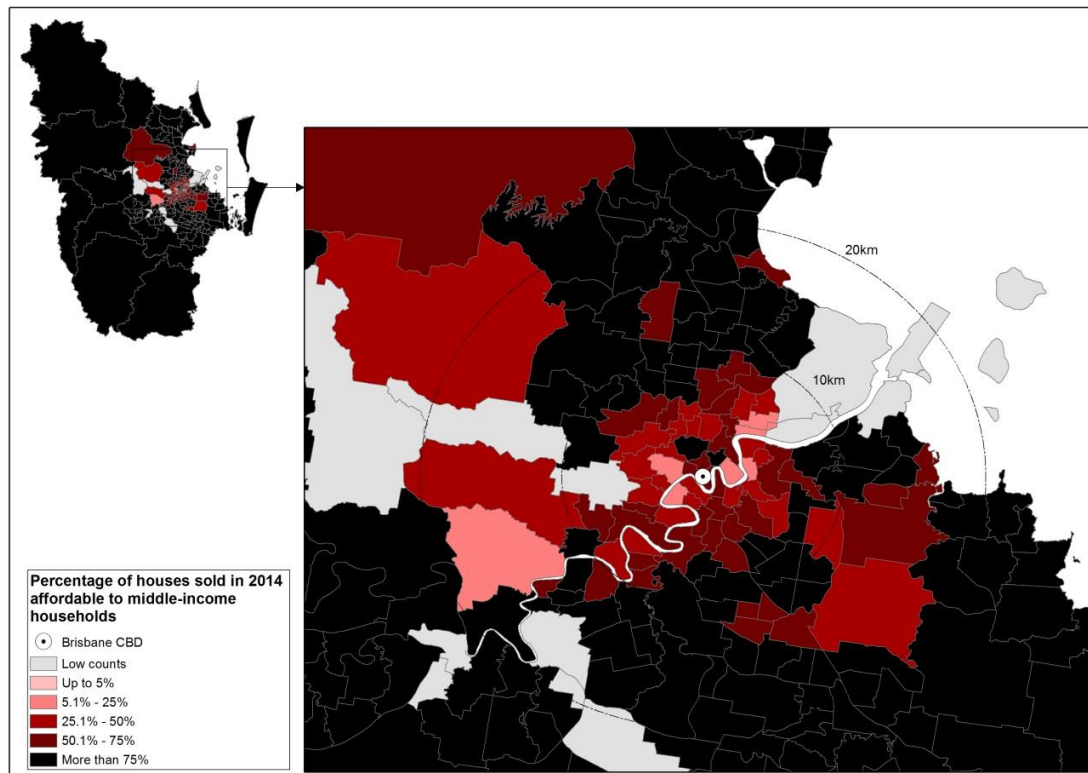 20km
10km
Percentage of houses sold in 2014
affordable to middle-income
households
Brisbane CBD
Low counts
Up to 5%
5.1% - 25%
25.1% - 50%
50.1% - 75%
More than 75%